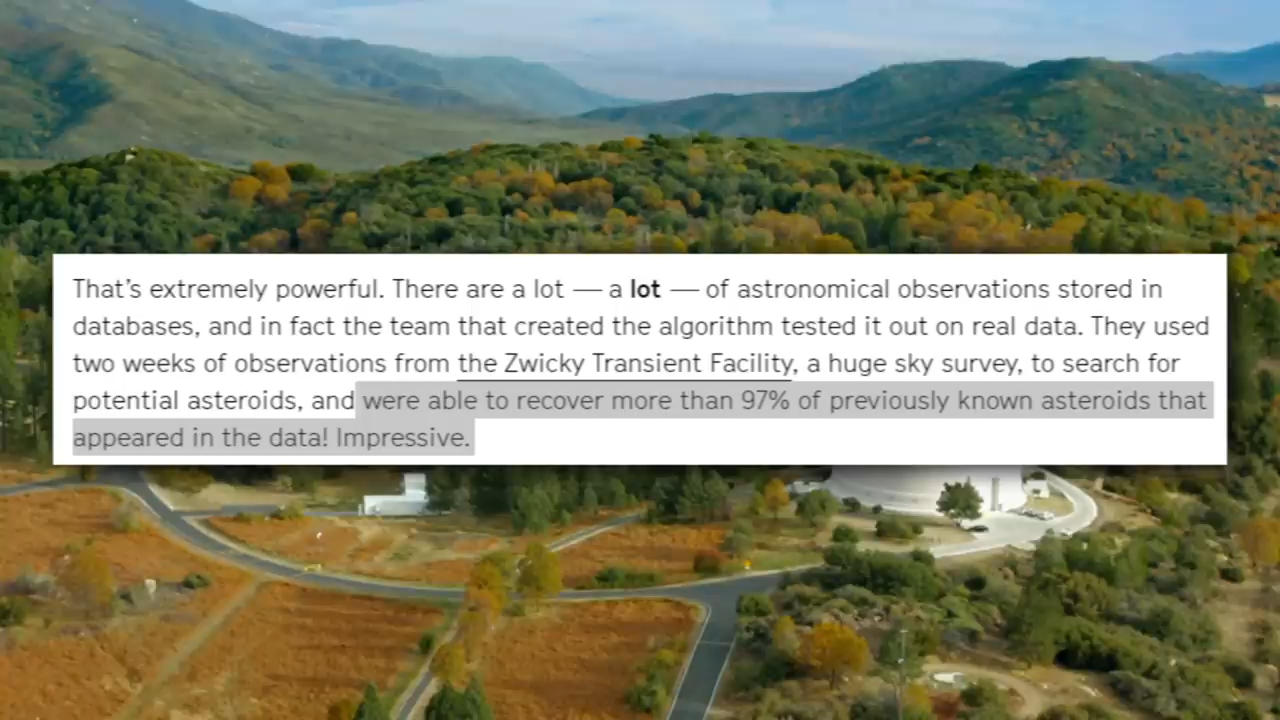 That’s extremely powerful. There are a lot — a lot — of astronomical observations stored in
databases, and in fact the team that created the algorithm tested it out on real data. They used
two weeks of observations from the Zwicky Transient Facility, a huge sky survey, to search for
potential asteroids, and were able to recover more than 97% of previously known asteroids that
appeared in the data! Impressive.